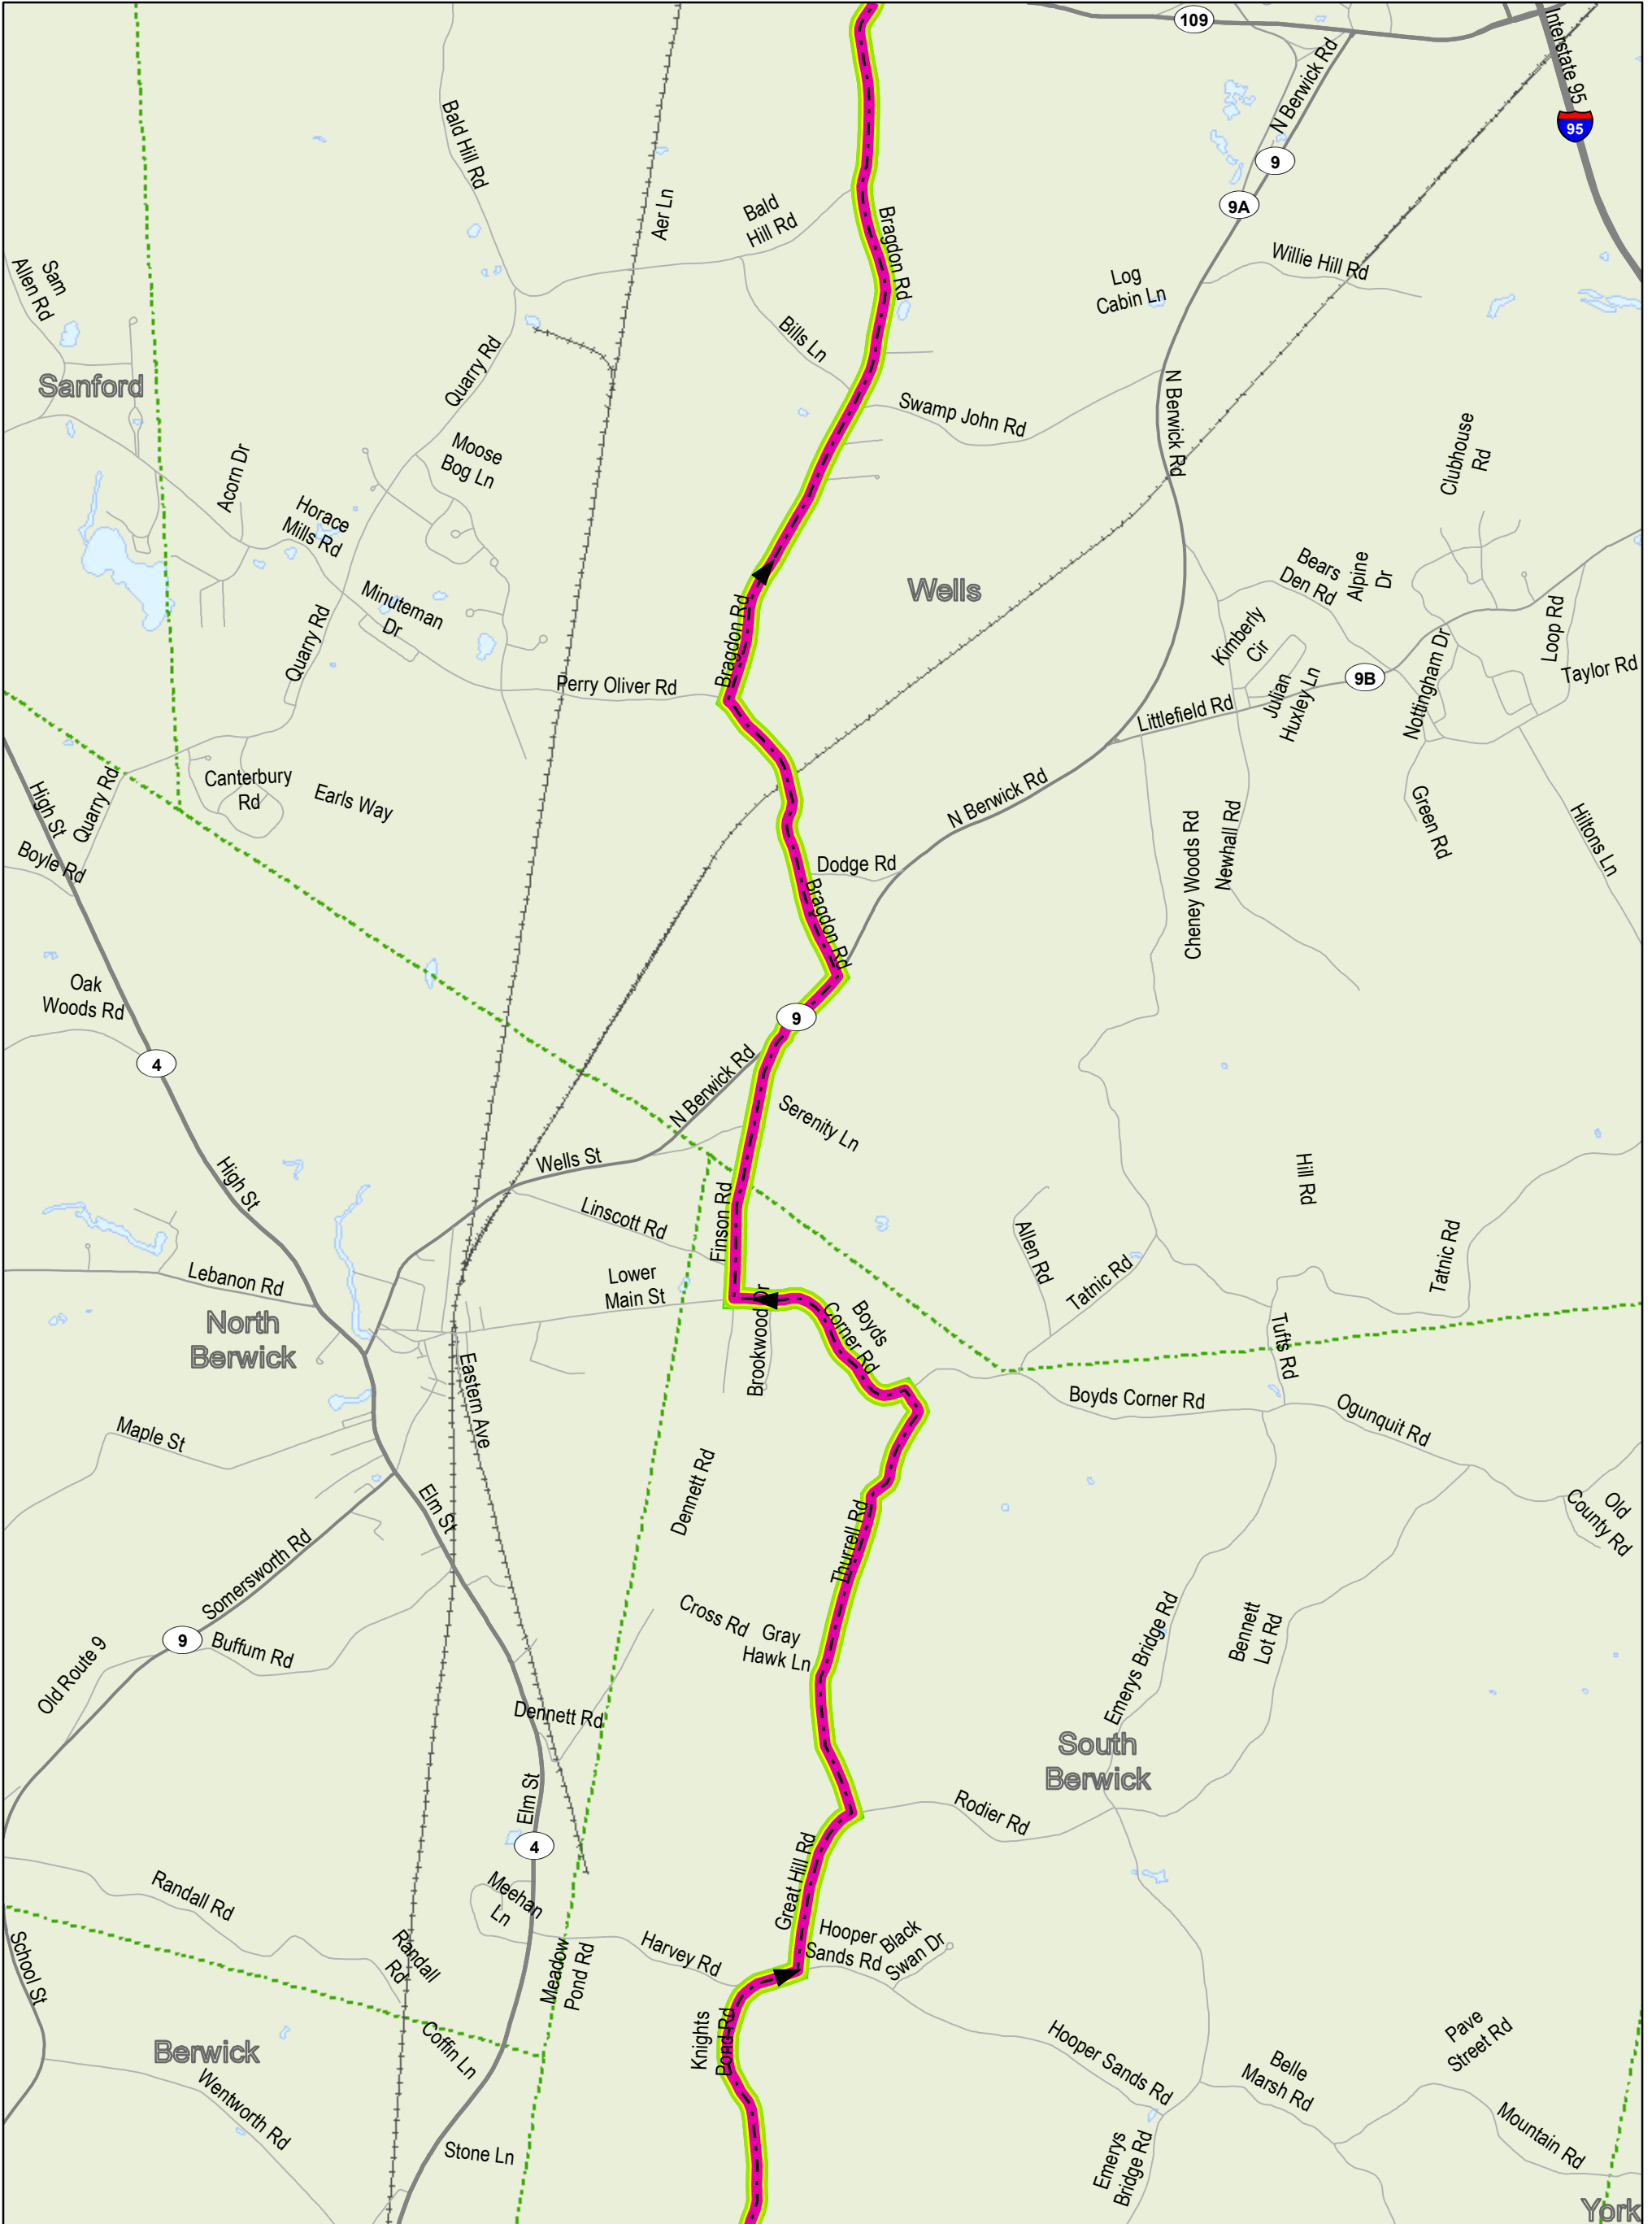 109
Interstate 95
95
N Berwick Rd
9
9A
Bald Hill Rd
Aer Ln
Bald
Hill Rd
Bragdon Rd
Willie Hill Rd
Log
Cabin Ln
Sam
Allen Rd
Bills Ln
Quarry Rd
Sanford
Swamp John Rd
N Berwick Rd
Clubhouse
Rd
Moose
Bog Ln
Acorn Dr
Horace
Mills Rd
Minuteman
Dr
Quarry Rd
Bragdon Rd
Wells
Bears
Den Rd
Alpine
Dr
Kimberly
Cir
Loop Rd
Taylor Rd
Perry Oliver Rd
9B
Julian
Huxley Ln
Nottingham Dr
Littlefield Rd
High St
Quarry Rd
Canterbury
Rd
Earls Way
N Berwick Rd
Boyle Rd
Dodge Rd
Bragdon Rd
Cheney Woods Rd
Newhall Rd
Green Rd
Hiltons Ln
Oak
Woods Rd
4
9
N Berwick Rd
Serenity Ln
High St
Wells St
Linscott Rd
Finson Rd
Hill Rd
Allen Rd
Tatnic Rd
Tatnic Rd
Lebanon Rd
Lower
Main St
North
Berwick
Brookwood Dr
Boyds
Corner Rd
Tufts Rd
Eastern Ave
Boyds Corner Rd
Ogunquit Rd
Maple St
Dennett Rd
Elm St
Old
County Rd
Thurrell Rd
Somersworth Rd
9
Buffum Rd
Old Route 9
Cross Rd
Gray
Hawk Ln
Emerys Bridge Rd
Bennett
Lot Rd
Dennett Rd
South
Berwick
Elm St
Rodier Rd
4
Great Hill Rd
Randall Rd
Meehan
Ln
Hooper
Sands Rd
Black
Swan Dr
School St
Randall
Rd
Meadow
Pond Rd
Harvey Rd
Knights
Pond Rd
Berwick
Coffin Ln
Hooper Sands Rd
Belle
Marsh Rd
Pave
Street Rd
Wentworth Rd
Stone Ln
Emerys
Bridge Rd
Mountain Rd
York